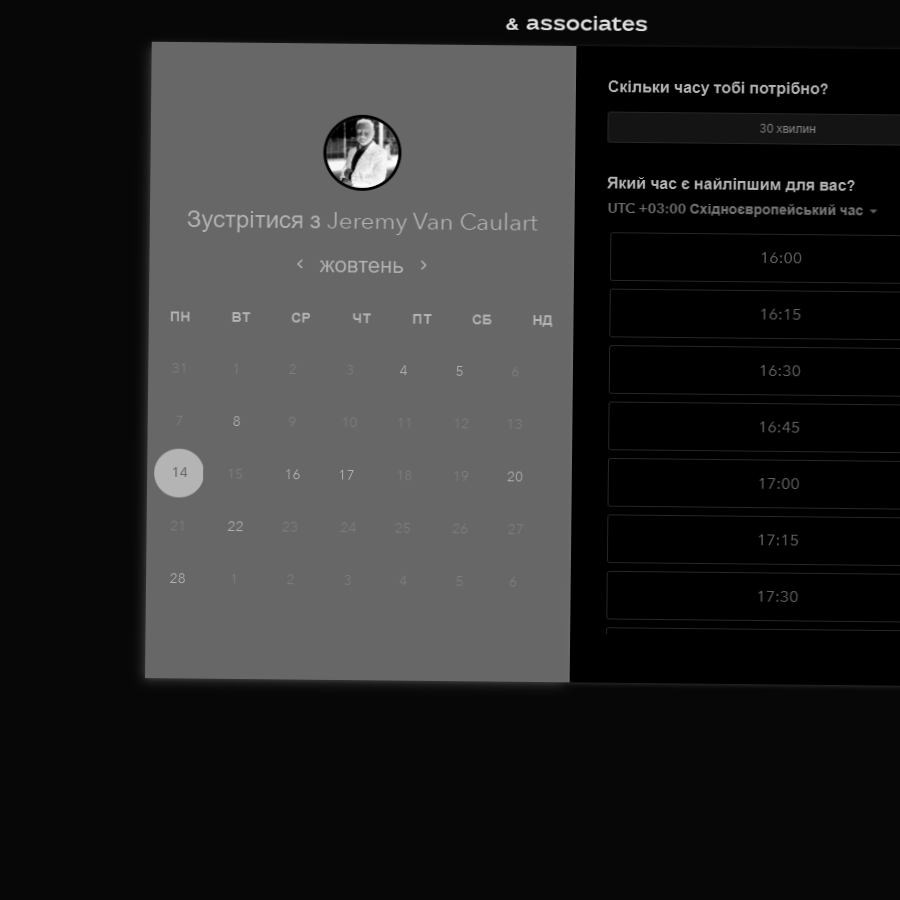 & associates
Зустрітися з Jeremy Van Caulart
жовтень
ПН ВТ СР ЧТ ПТ СБ НД
31 1 2 3 4 5 6
7 8 9 10 11 12 13
14 15 16 17 18 19 20
21 22 23 24 25 26 27
28 1 2 3 4 5 6
Скільки часу тобі потрібно?
30 хвилин
Який час є найліпшим для вас?
UTC +03:00 Східноєвропейський час
16:00
16:15
16:30
16:45
17:00
17:15
17:30